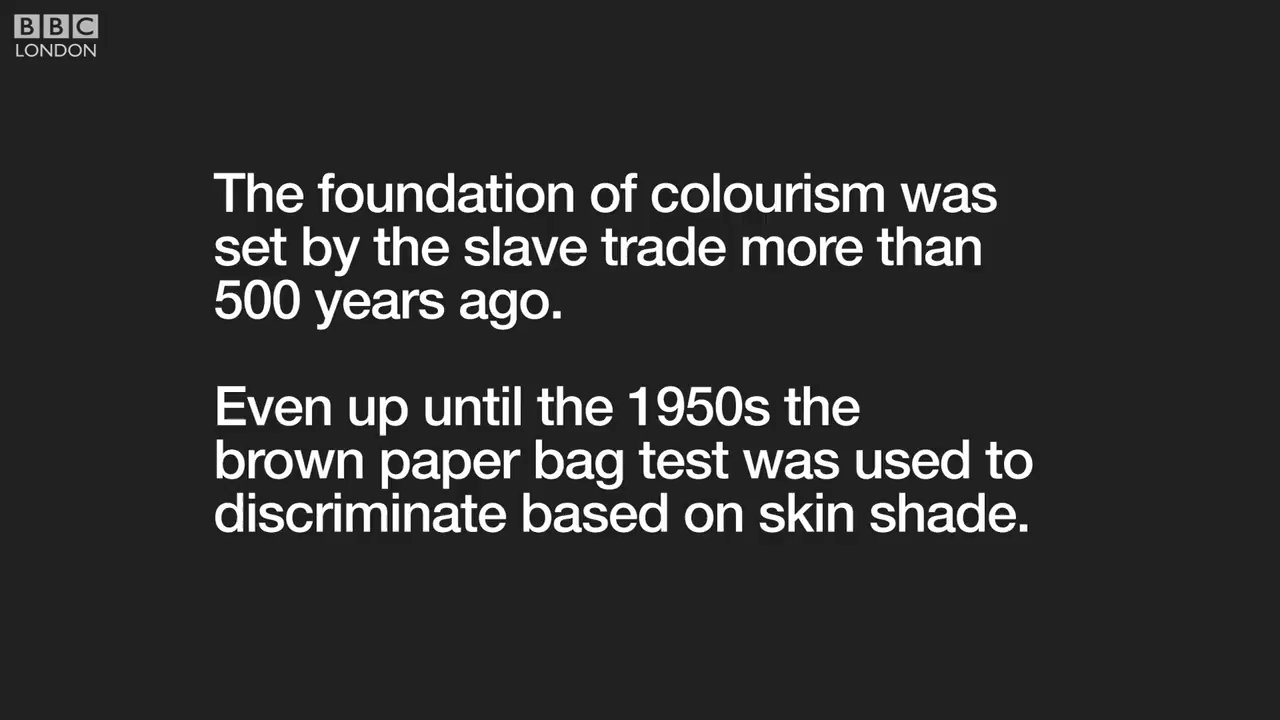 BBC
LONDON
The foundation of colourism was
set by the slave trade more than
500 years ago.
Even up until the 1950s the
brown paper bag test was used to
discriminate based on skin shade.